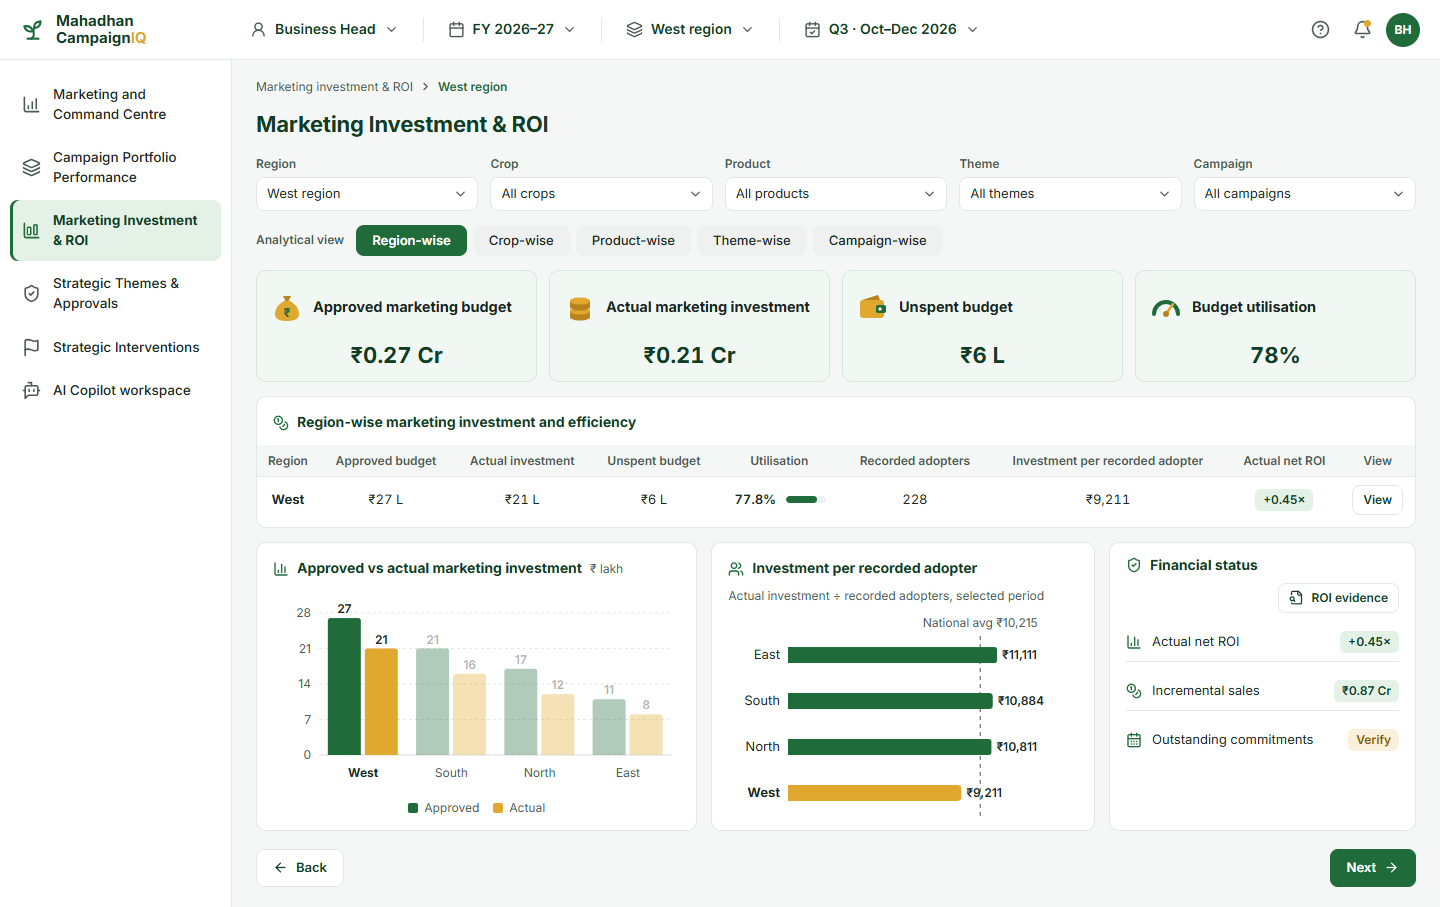 Mahadhan
CampaignIQ
Business Head
FY 2026–27
West region
Q3 · Oct–Dec 2026
BH
Marketing and
Command Centre
Campaign Portfolio
Performance
Marketing Investment
& ROI
Strategic Themes &
Approvals
Strategic Interventions
AI Copilot workspace
Marketing investment & ROI > West region
Marketing Investment & ROI
Region
Crop
Product
Theme
Campaign
West region
All crops
All products
All themes
All campaigns
Analytical view
Region-wise
Crop-wise
Product-wise
Theme-wise
Campaign-wise
Approved marketing budget
₹0.27 Cr
Actual marketing investment
₹0.21 Cr
Unspent budget
₹6 L
Budget utilisation
78%
Region-wise marketing investment and efficiency
Region Approved budget Actual investment Unspent budget Utilisation Recorded adopters Investment per recorded adopter Actual net ROI View
West ₹27 L ₹21 L ₹6 L 77.8% 228 ₹9,211 +0.45× View
Approved vs actual marketing investment ₹ lakh
28
21
14
7
0
27
21
21
16
17
12
11
8
West
South
North
East
Approved
Actual
Investment per recorded adopter
Actual investment ÷ recorded adopters, selected period
National avg ₹10,215
East ₹11,111
South ₹10,884
North ₹10,811
West ₹9,211
Financial status
ROI evidence
Actual net ROI +0.45×
Incremental sales ₹0.87 Cr
Outstanding commitments Verify
Back
Next